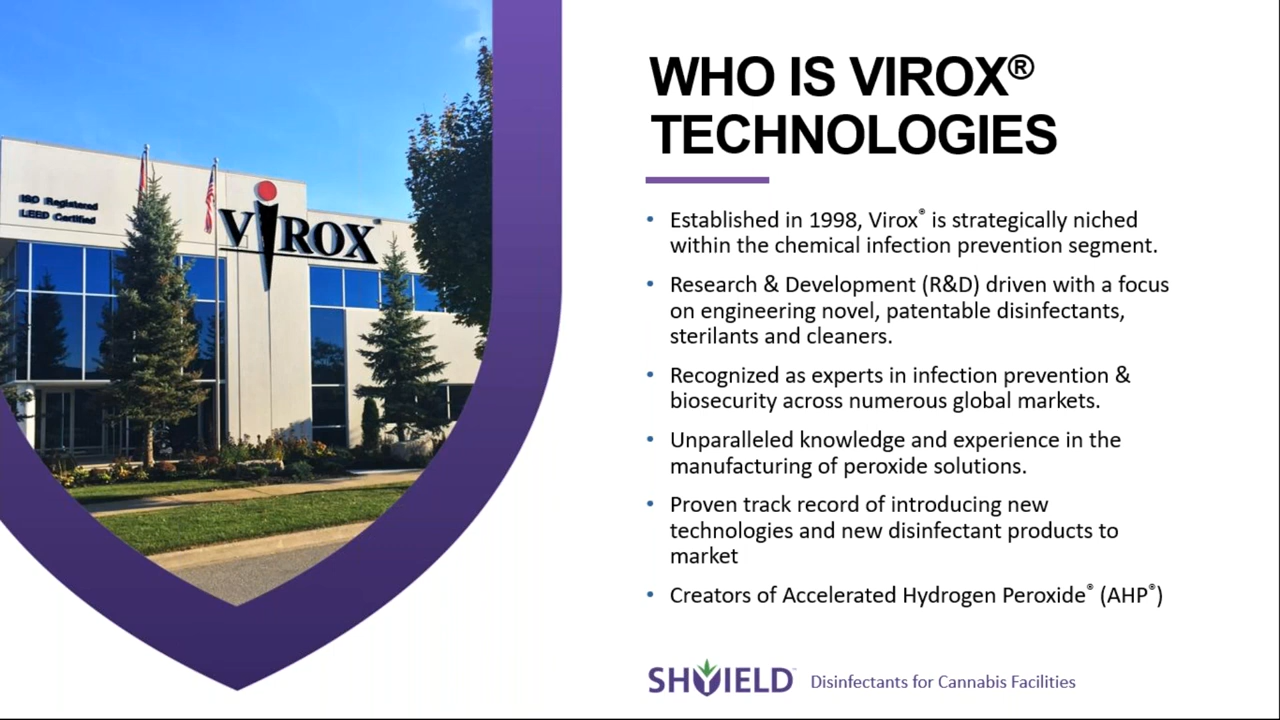 ISO Registered
LEED Certified
VIROX
WHO IS VIROX®
TECHNOLOGIES
• Established in 1998, Virox® is strategically niched
within the chemical infection prevention segment.
• Research & Development (R&D) driven with a focus
on engineering novel, patentable disinfectants,
sterilants and cleaners.
• Recognized as experts in infection prevention &
biosecurity across numerous global markets.
• Unparalleled knowledge and experience in the
manufacturing of peroxide solutions.
• Proven track record of introducing new
technologies and new disinfectant products to
market
• Creators of Accelerated Hydrogen Peroxide® (AHP®)
SHYIELD™ Disinfectants for Cannabis Facilities